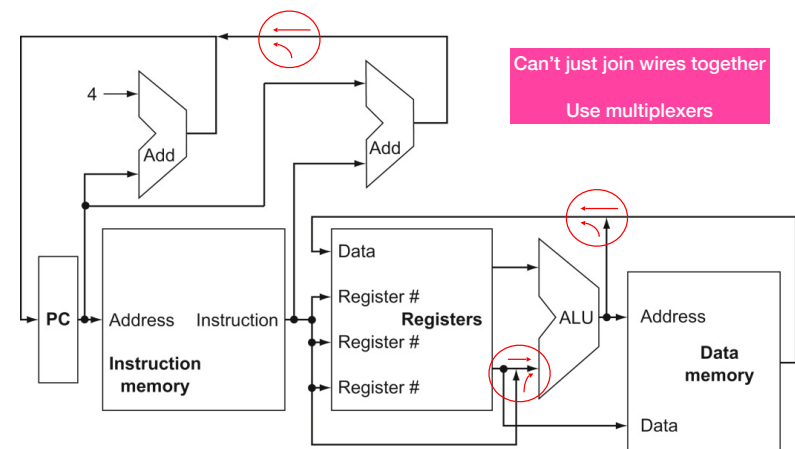 Can't just join wires together
Use multiplexers
4
Add
Add
PC
Address
Instruction
Instruction
memory
Data
Register #
Registers
Register #
Register #
ALU
Address
Data
memory
Data